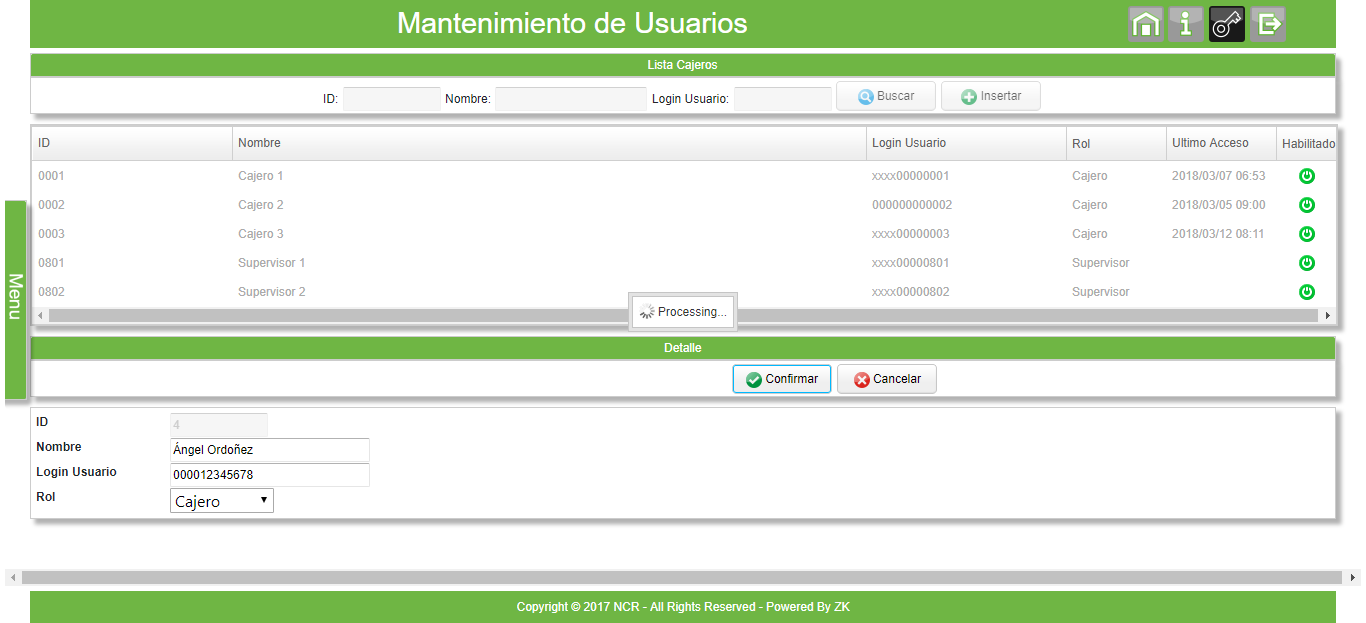 Mantenimiento de Usuarios
Lista Cajeros
ID: Nombre: Login Usuario: Buscar Insertar
ID Nombre Login Usuario Rol Ultimo Acceso Habilitado
0001 Cajero 1 xxxx00000001 Cajero 2018/03/07 06:53
0002 Cajero 2 000000000002 Cajero 2018/03/05 09:00
0003 Cajero 3 xxxx00000003 Cajero 2018/03/12 08:11
0801 Supervisor 1 xxxx00000801 Supervisor
0802 Supervisor 2 xxxx00000802 Supervisor
Menu
Processing...
Detalle
Confirmar Cancelar
ID 4
Nombre Ángel Ordoñez
Login Usuario 000012345678
Rol Cajero
Copyright © 2017 NCR - All Rights Reserved - Powered By ZK